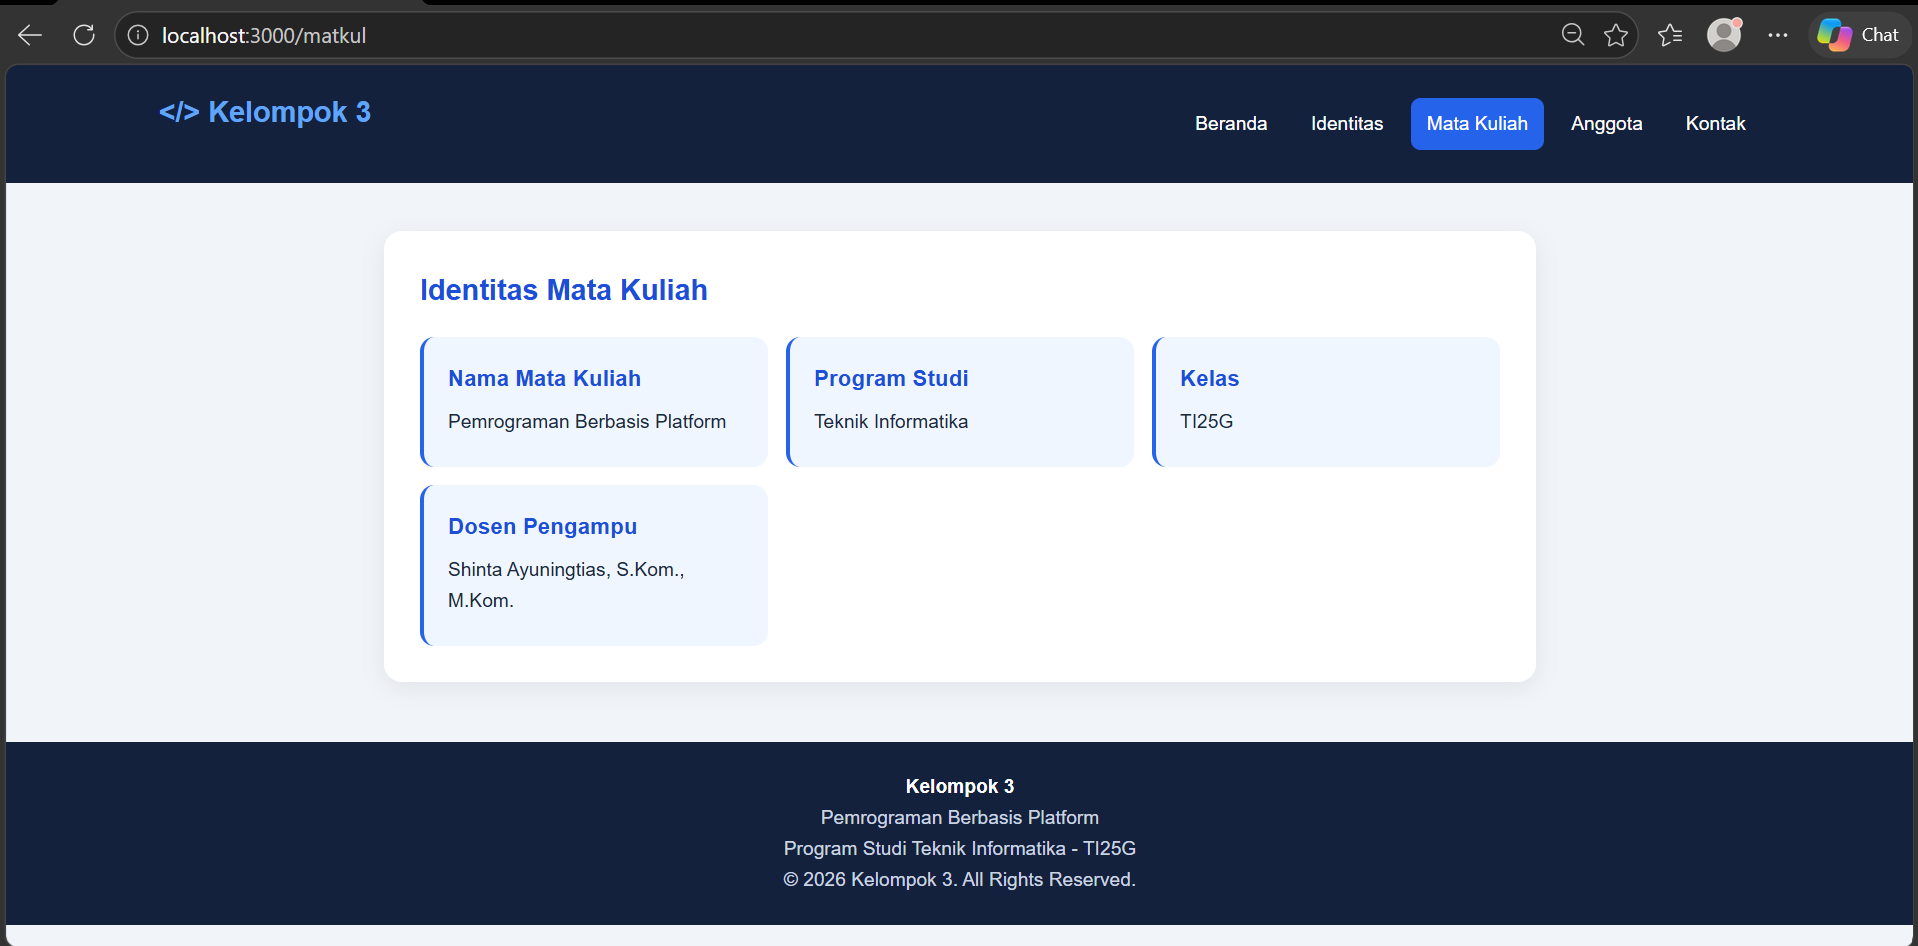 localhost:3000/matkul
Chat
</> Kelompok 3
Beranda
Identitas
Mata Kuliah
Anggota
Kontak
Identitas Mata Kuliah
Nama Mata Kuliah
Pemrograman Berbasis Platform
Program Studi
Teknik Informatika
Kelas
TI25G
Dosen Pengampu
Shinta Ayuningtias, S.Kom.,
M.Kom.
Kelompok 3
Pemrograman Berbasis Platform
Program Studi Teknik Informatika - TI25G
© 2026 Kelompok 3. All Rights Reserved.